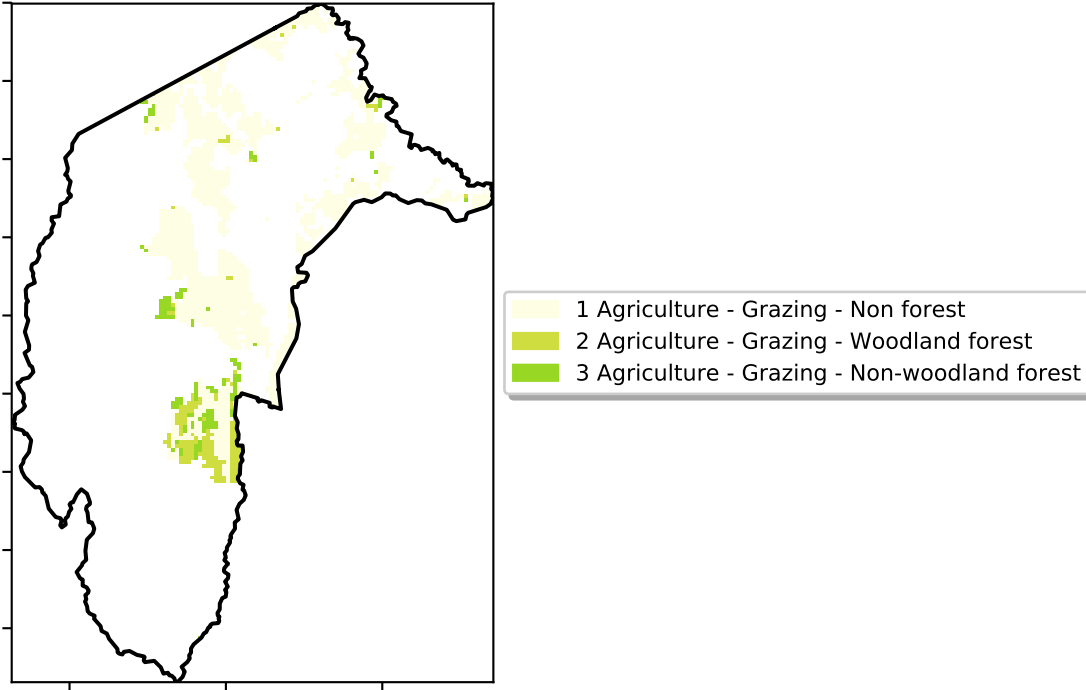 1 Agriculture - Grazing - Non forest
2 Agriculture - Grazing - Woodland forest
3 Agriculture - Grazing - Non-woodland forest